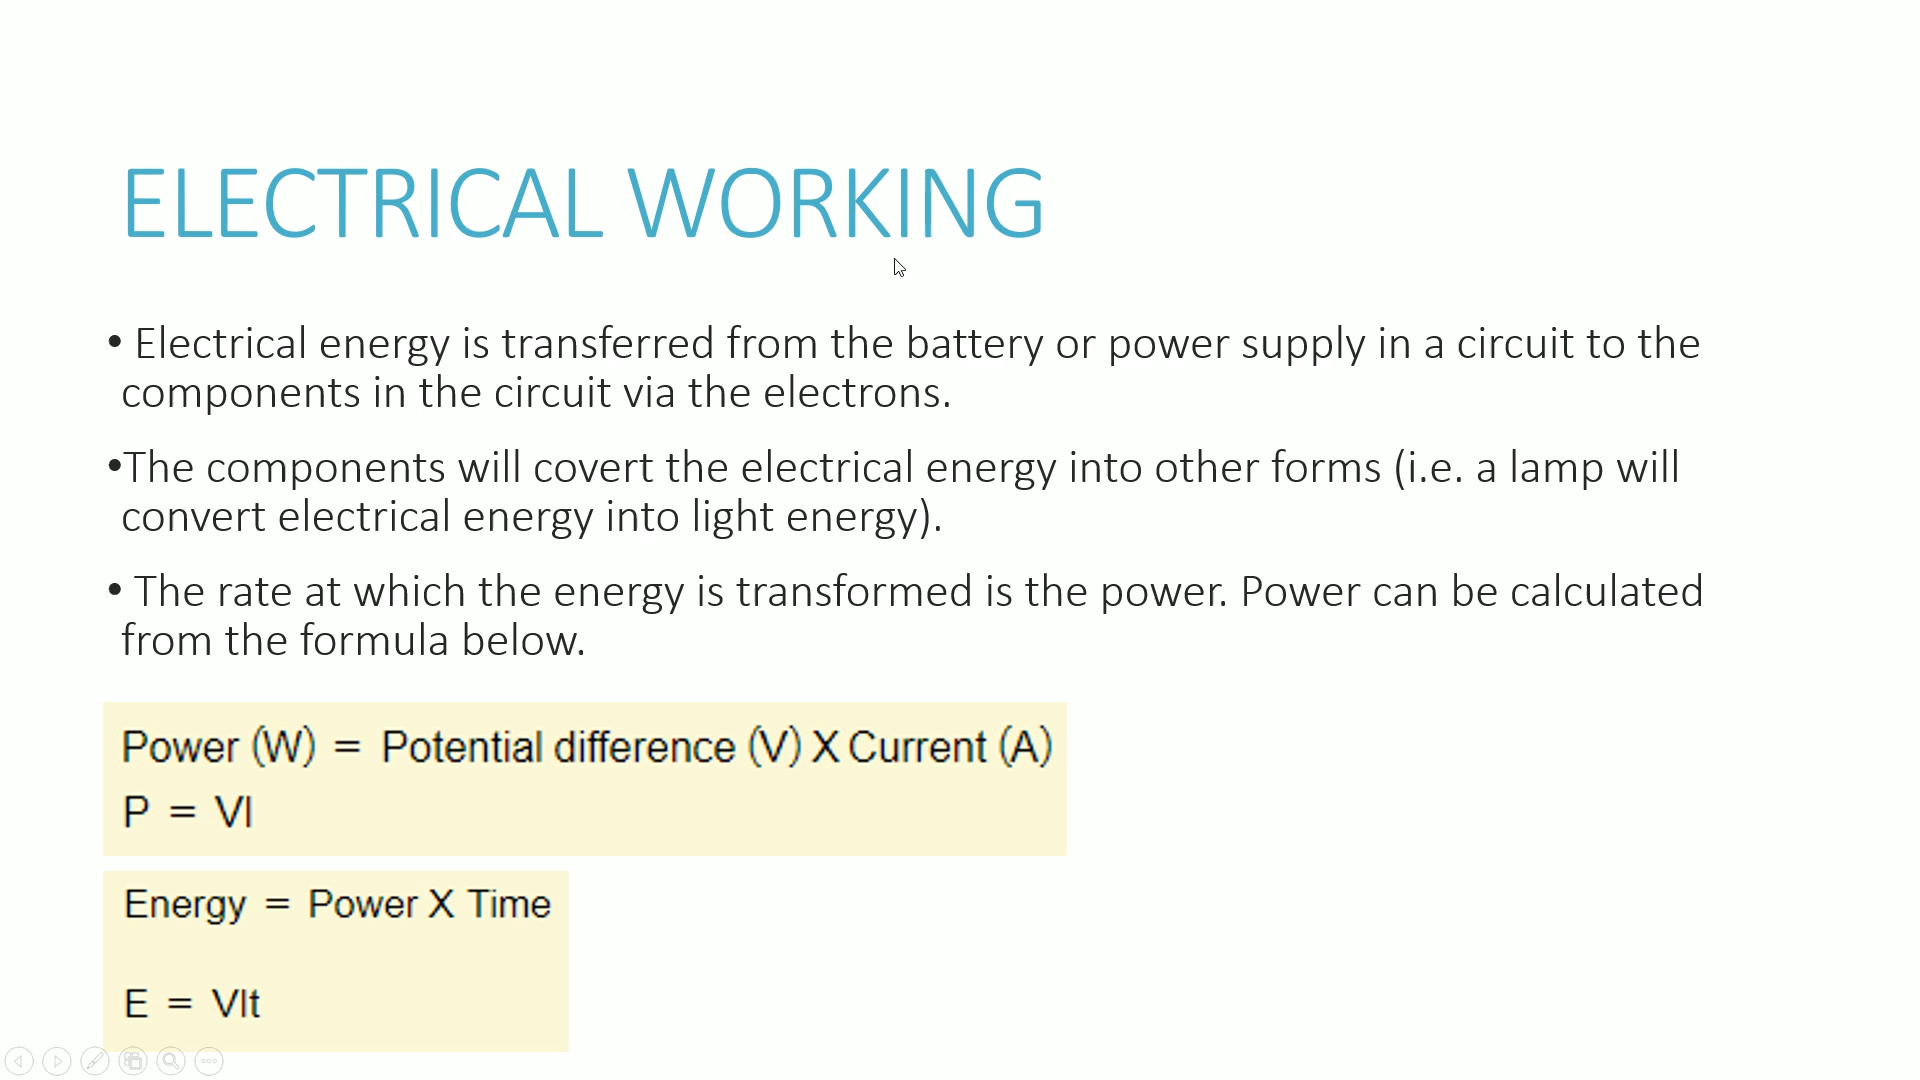 ELECTRICAL WORKING
• Electrical energy is transferred from the battery or power supply in a circuit to the
components in the circuit via the electrons.
•The components will covert the electrical energy into other forms (i.e. a lamp will
convert electrical energy into light energy).
• The rate at which the energy is transformed is the power. Power can be calculated
from the formula below.
Power (W) = Potential difference (V) X Current (A)
P = VI
Energy = Power X Time
E = VIt